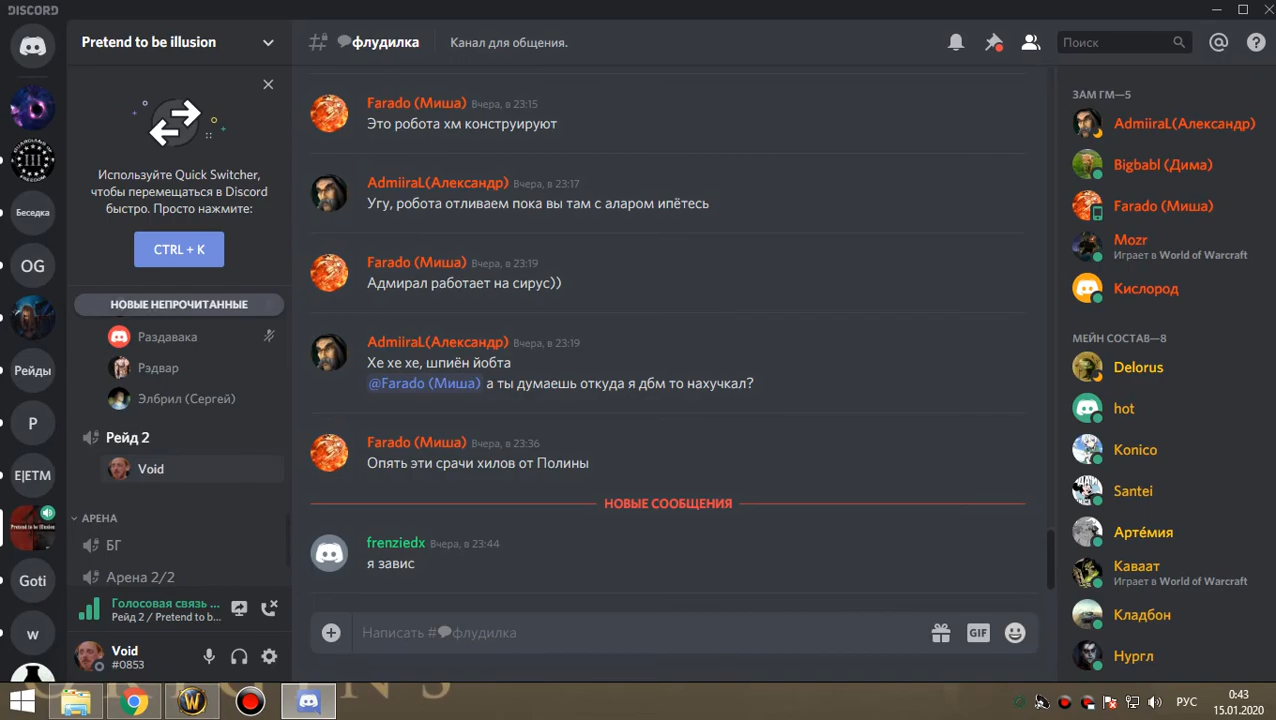 DISCORD
Pretend to be illusion
флудилка
Канал для общения.
Поиск
Используйте Quick Switcher,
чтобы перемещаться в Discord
быстро. Просто нажмите:
CTRL + K
НОВЫЕ НЕПРОЧИТАННЫЕ
Раздавака
Рэдвар
Элбрил (Сергей)
Рейд 2
Void
АРЕНА
БГ
Арена 2/2
Голосовая связь ...
Рейд 2 / Pretend to b...
Void
#0853
III
Беседка
OG
Рейды
P
E|ETM
Pretend to be illusion
Goti
w
Farado (Миша) Вчера, в 23:15
Это робота хм конструируют
AdmiiraL(Александр) Вчера, в 23:17
Угу, робота отливаем пока вы там с аларом ипётесь
Farado (Миша) Вчера, в 23:19
Адмирал работает на сирус))
AdmiiraL(Александр) Вчера, в 23:19
Хе хе хе, шпиён йобта
@Farado (Миша) а ты думаешь откуда я дбм то нахучкал?
Farado (Миша) Вчера, в 23:36
Опять эти срачи хилов от Полины
НОВЫЕ СООБЩЕНИЯ
frenziedx Вчера, в 23:44
я завис
Написать #флудилка
GIF
ЗАМ ГМ—5
AdmiiraL(Александр)
Bigbabl (Дима)
Farado (Миша)
Mozr
Играет в World of Warcraft
Кислород
МЕЙН СОСТАВ—8
Delorus
hot
Konico
Santei
Артéмия
Каваат
Играет в World of Warcraft
Кладбон
Нургл
РУС
0:43
15.01.2020